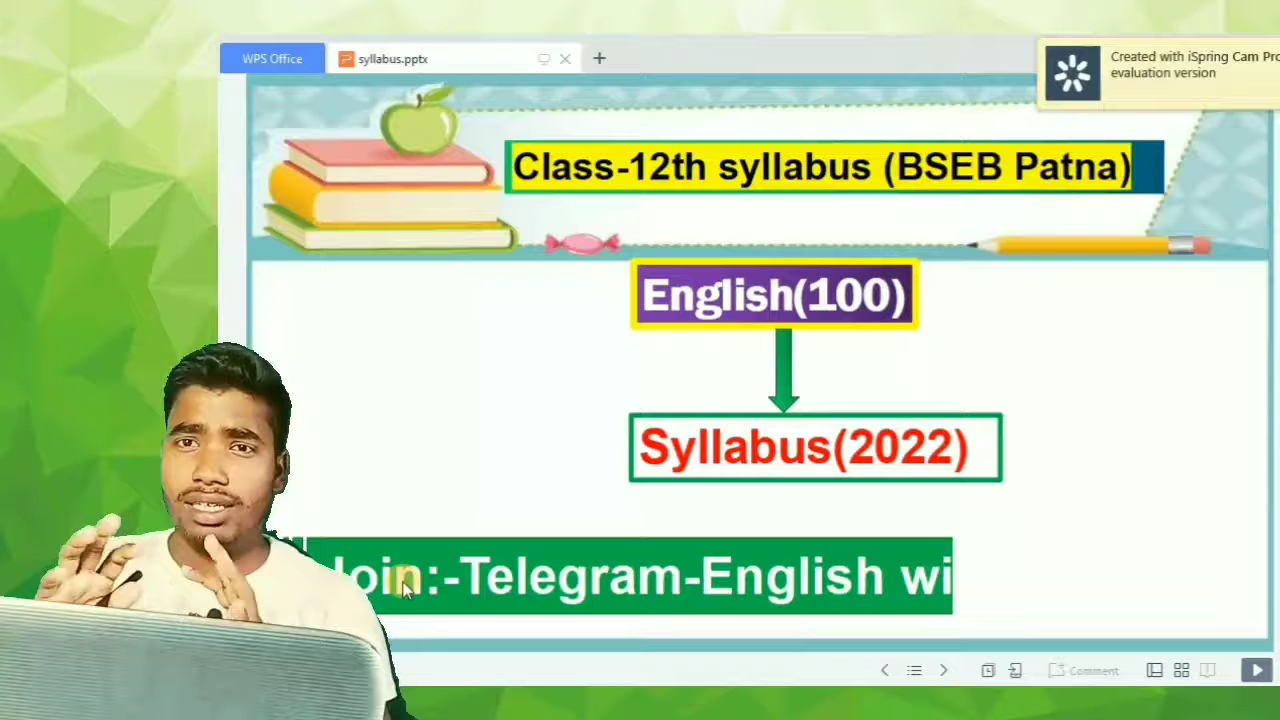 WPS Office
syllabus.pptx
Created with iSpring Cam Pro
evaluation version
Class-12th syllabus (BSEB Patna)
English(100)
Syllabus(2022)
Join:-Telegram-English wi
Comment